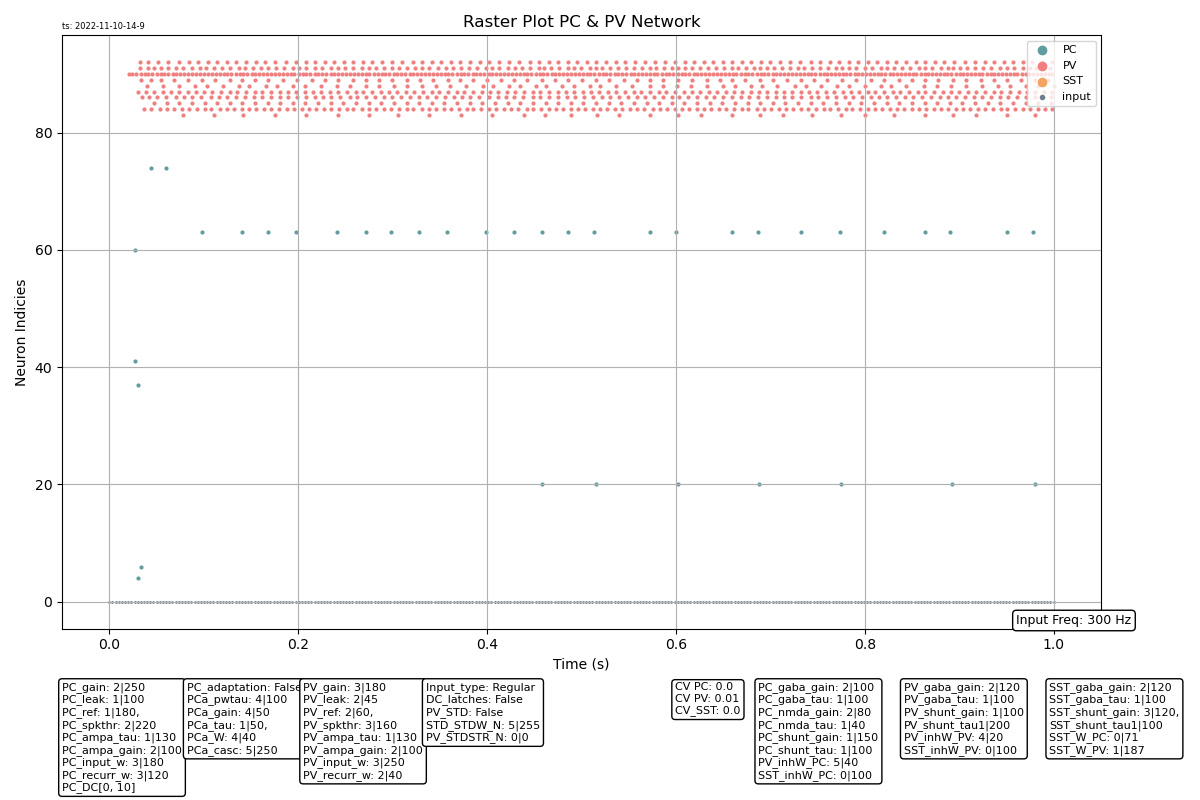 ts: 2022-11-10-14-9
Raster Plot PC & PV Network
PC
PV
SST
input
Neuron Indicies
80
60
40
20
0
0.0
0.2
0.4
0.6
0.8
1.0
Time (s)
Input Freq: 300 Hz
PC_gain: 2|250
PC_leak: 1|100
PC_ref: 1|180,
PC_spkthr: 2|220
PC_ampa_tau: 1|130
PC_ampa_gain: 2|100
PC_input_w: 3|180
PC_recurr_w: 3|120
PC_DC[0, 10]
PC_adaptation: False
PCa_pwtau: 4|100
PCa_gain: 4|50
PCa_tau: 1|50,
PCa_W: 4|40
PCa_casc: 5|250
PV_gain: 3|180
PV_leak: 2|45
PV_ref: 2|60,
PV_spkthr: 3|160
PV_ampa_tau: 1|130
PV_ampa_gain: 2|100
PV_input_w: 3|250
PV_recurr_w: 2|40
Input_type: Regular
DC_latches: False
PV_STD: False
STD_STDW_N: 5|255
PV_STDSTR_N: 0|0
CV PC: 0.0
CV PV: 0.01
CV_SST: 0.0
PC_gaba_gain: 2|100
PC_gaba_tau: 1|100
PC_nmda_gain: 2|80
PC_nmda_tau: 1|40
PC_shunt_gain: 1|150
PC_shunt_tau: 1|100
PV_inhW_PC: 5|40
SST_inhW_PC: 0|100
PV_gaba_gain: 2|120
PV_gaba_tau: 1|100
PV_shunt_gain: 1|100
PV_shunt_tau1|200
PV_inhW_PV: 4|20
SST_inhW_PV: 0|100
SST_gaba_gain: 2|120
SST_gaba_tau: 1|100
SST_shunt_gain: 3|120,
SST_shunt_tau1|100
SST_W_PC: 0|71
SST_W_PV: 1|187